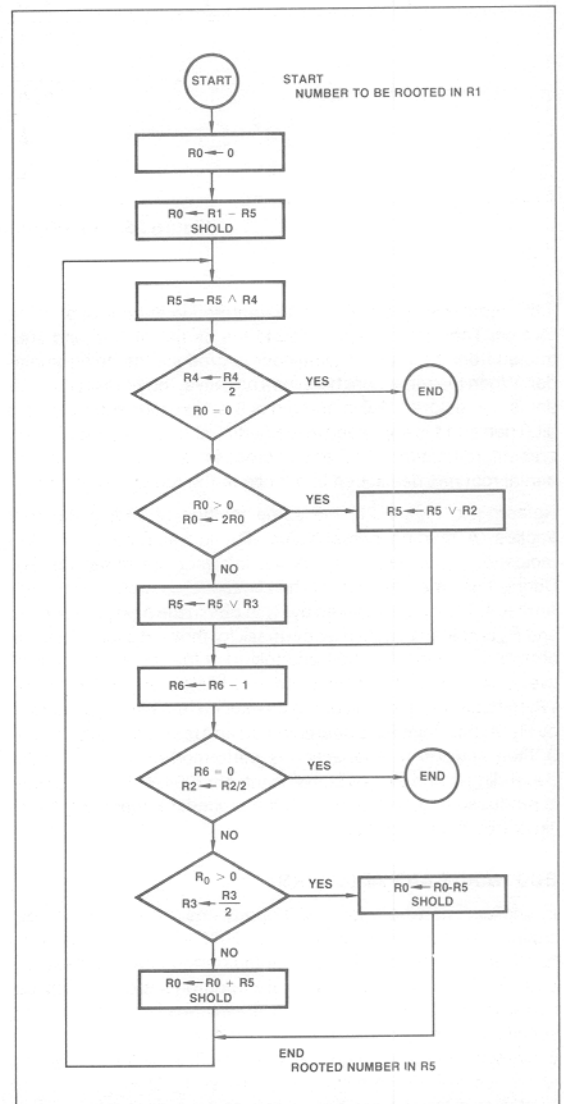 START
START
NUMBER TO BE ROOTED IN R1
R0 ← 0
R0 ← R1 − R5
SHOLD
R5 ← R5 ∧ R4
R4 ← R4
2
R0 = 0
YES
END
R0 > 0
R0 ← 2R0
YES
R5 ← R5 ∨ R2
NO
R5 ← R5 ∨ R3
R6 ← R6 − 1
R6 = 0
R2 ← R2/2
YES
END
NO
R0 > 0
R3 ← R3
2
YES
R0 ← R0-R5
SHOLD
NO
R0 ← R0 + R5
SHOLD
END
ROOTED NUMBER IN R5